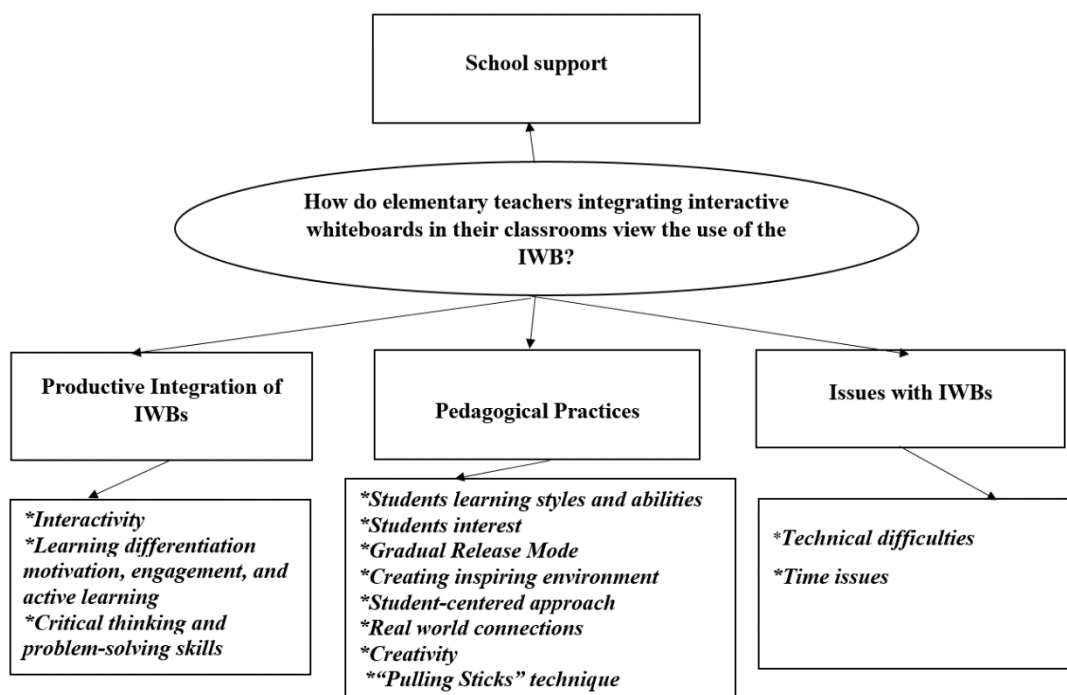 School support
How do elementary teachers integrating interactive
whiteboards in their classrooms view the use of the
IWB?
Productive Integration of
IWBs
Pedagogical Practices
Issues with IWBs
*Interactivity
*Learning differentiation
motivation, engagement, and
active learning
*Critical thinking and
problem-solving skills
*Students learning styles and abilities
*Students interest
*Gradual Release Mode
*Creating inspiring environment
*Student-centered approach
*Real world connections
*Creativity
*“Pulling Sticks” technique
*Technical difficulties
*Time issues